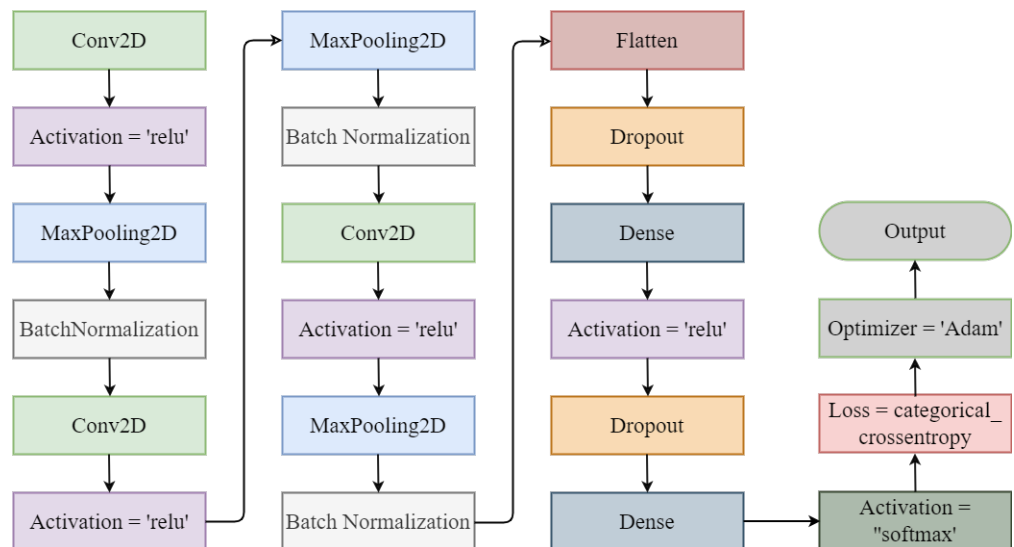 Conv2D
Activation = 'relu'
MaxPooling2D
BatchNormalization
Conv2D
Activation = 'relu'
MaxPooling2D
Batch Normalization
Conv2D
Activation = 'relu'
MaxPooling2D
Batch Normalization
Flatten
Dropout
Dense
Activation = 'relu'
Dropout
Dense
Activation =
"softmax'
Loss = categorical_
crossentropy
Optimizer = 'Adam'
Output